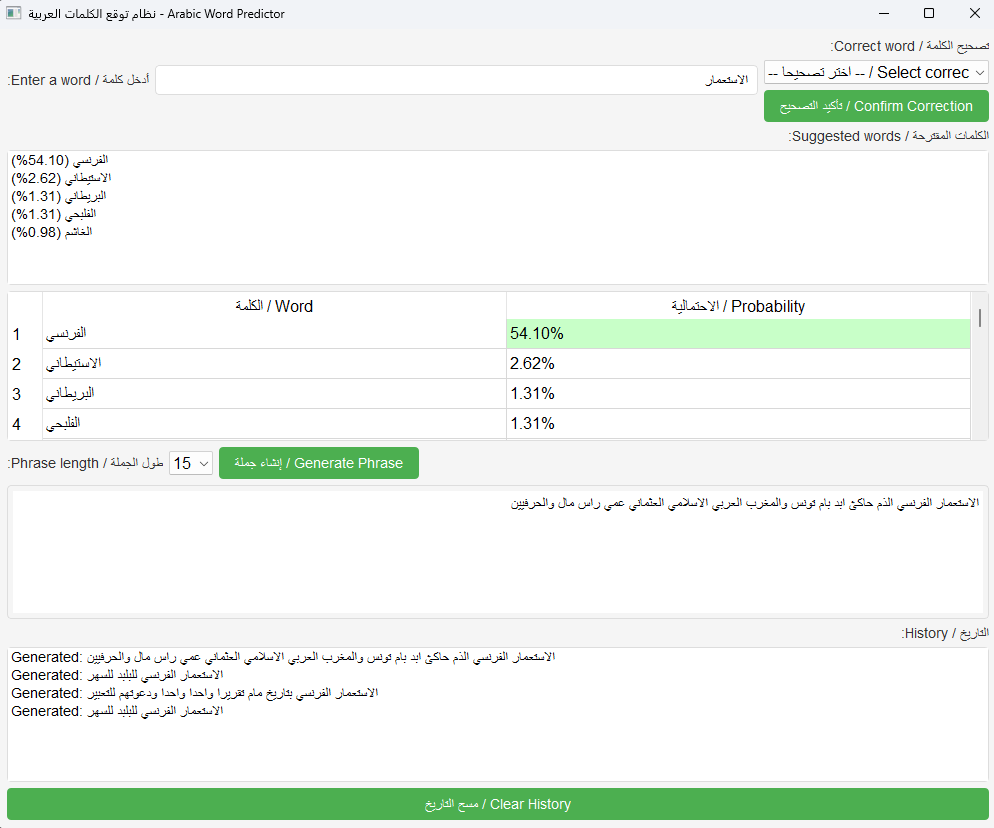 نظام توقع الكلمات العربية - Arabic Word Predictor
تصحيح الكلمة / Correct word:
أدخل كلمة / Enter a word:
الاستعمار
-- اختر تصحيحا -- / Select correc
تأكيد التصحيح / Confirm Correction
الكلمات المقترحة / Suggested words:
الفرنسي (54.10%)
الاستيطاني (2.62%)
البريطاني (1.31%)
الفلبحي (1.31%)
الغاشم (0.98%)
الكلمة / Word
الاحتمالية / Probability
1 الفرنسي 54.10%
2 الاستيطاني 2.62%
3 البريطاني 1.31%
4 الفلبحي 1.31%
طول الجملة / Phrase length:
15
إنشاء جملة / Generate Phrase
الاستعمار الفرنسي الذم حاكئ ابد بام تونس والمغرب العربي الاسلامي العثماني عمي راس مال والحرفيين
التاريخ / History:
Generated: الاستعمار الفرنسي الذم حاكئ ابد بام تونس والمغرب العربي الاسلامي العثماني عمي راس مال والحرفيين
Generated: الاستعمار الفرنسي للبلبد للسهر
Generated: الاستعمار الفرنسي بتاريخ مام تقريرا واحدا واحدا ودعوتهم للتعبير
Generated: الاستعمار الفرنسي للبلبد للسهر
مسح التاريخ / Clear History